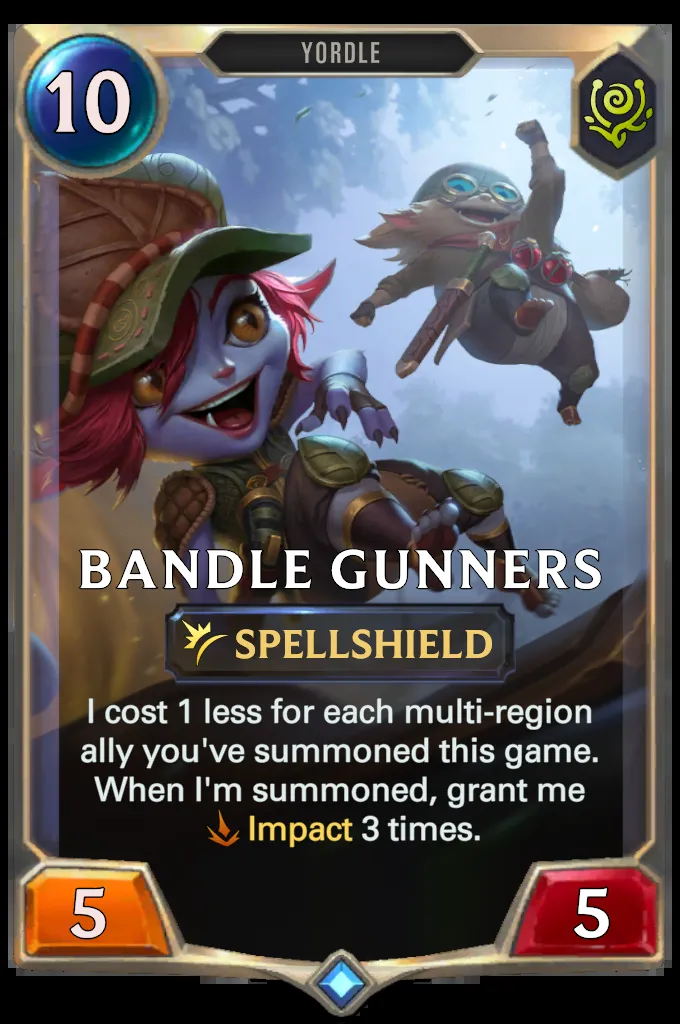 YORDLE
10
BANDLE GUNNERS
SPELLSHIELD
I cost 1 less for each multi-region
ally you've summoned this game.
When I'm summoned, grant me
Impact 3 times.
5
5